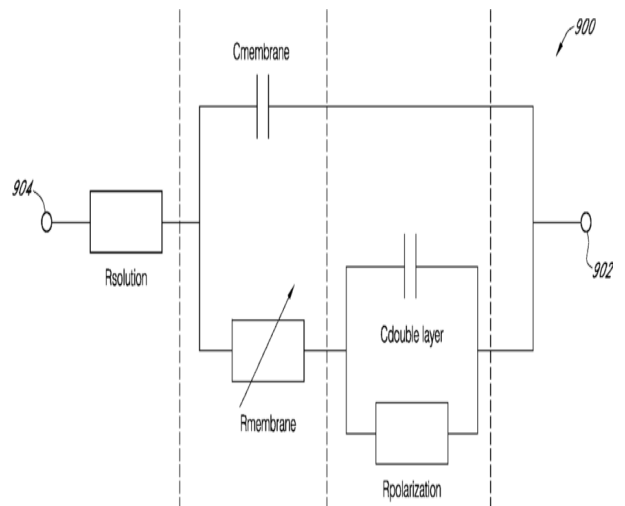 900
Cmembrane
904
Rsolution
902
Cdouble layer
Rmembrane
Rpolarization